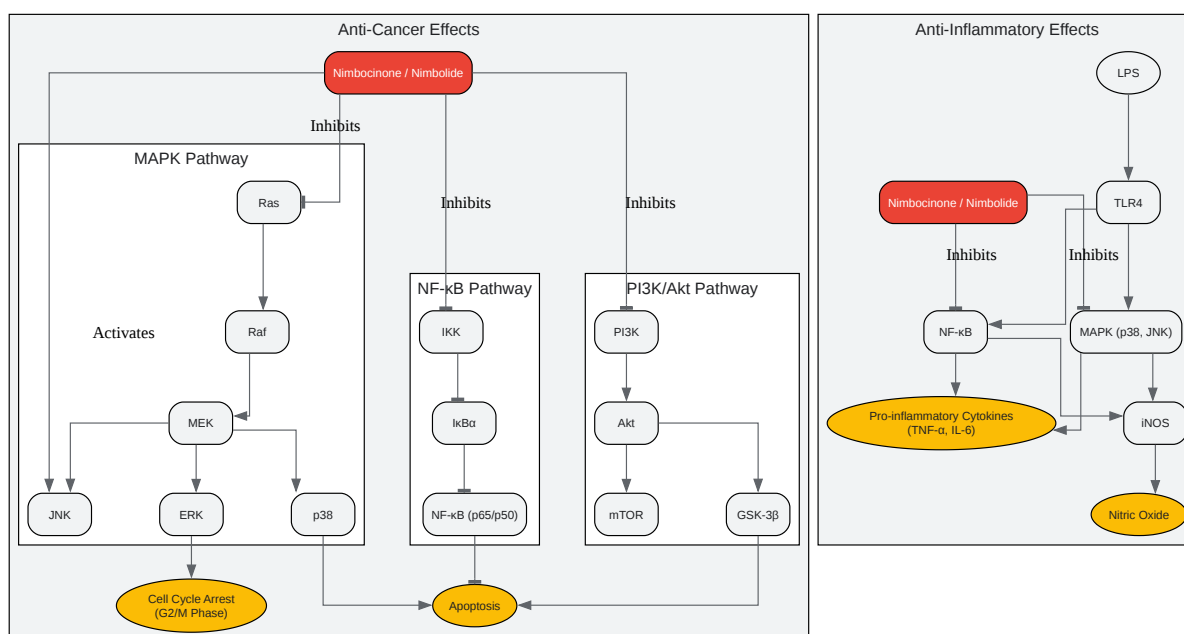 Anti-Cancer Effects
Nimbocinone / Nimbolide
Inhibits
MAPK Pathway
Ras
Inhibits
Inhibits
NF-κB Pathway
PI3K/Akt Pathway
Activates
Raf
IKK
PI3K
MEK
IκBα
Akt
JNK
ERK
p38
NF-κB (p65/p50)
mTOR
GSK-3β
Cell Cycle Arrest
(G2/M Phase)
Apoptosis
Anti-Inflammatory Effects
LPS
Nimbocinone / Nimbolide
TLR4
Inhibits
Inhibits
NF-κB
MAPK (p38, JNK)
Pro-inflammatory Cytokines
(TNF-α, IL-6)
iNOS
Nitric Oxide